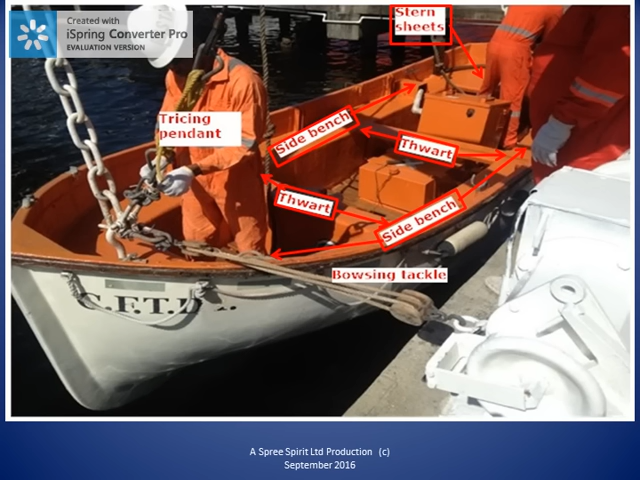 Created with
iSpring Converter Pro
EVALUATION VERSION
Stern
sheets
Tricing
pendant
Side bench
Thwart
Thwart
Side bench
Bowsing tackle
A Spree Spirit Ltd Production (c)
September 2016